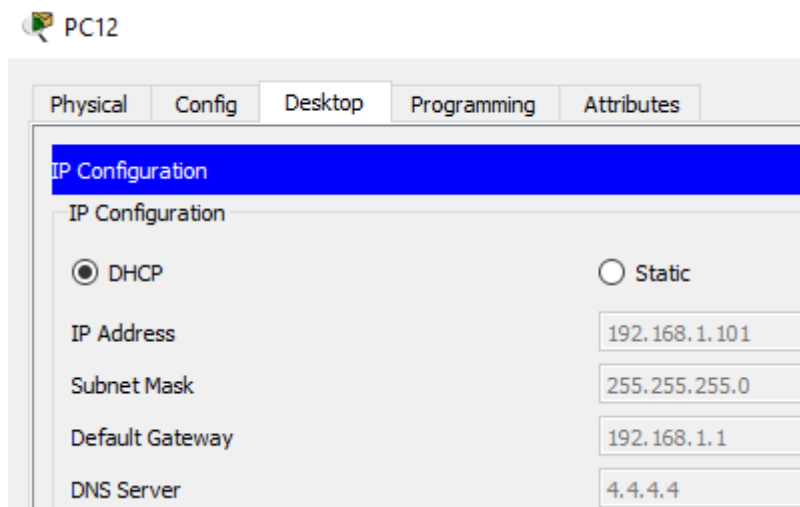 PC12
Physical Config Desktop Programming Attributes
IP Configuration
IP Configuration
DHCP Static
IP Address 192.168.1.101
Subnet Mask 255.255.255.0
Default Gateway 192.168.1.1
DNS Server 4.4.4.4